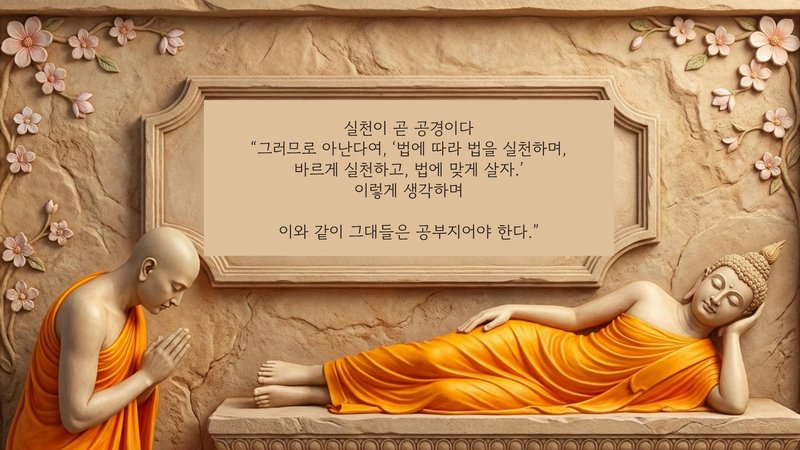 실천이 곧 공경이다
“그러므로 아난다여, ‘법에 따라 법을 실천하며,
바르게 실천하고, 법에 맞게 살자.’
이렇게 생각하며
이와 같이 그대들은 공부지어야 한다.”